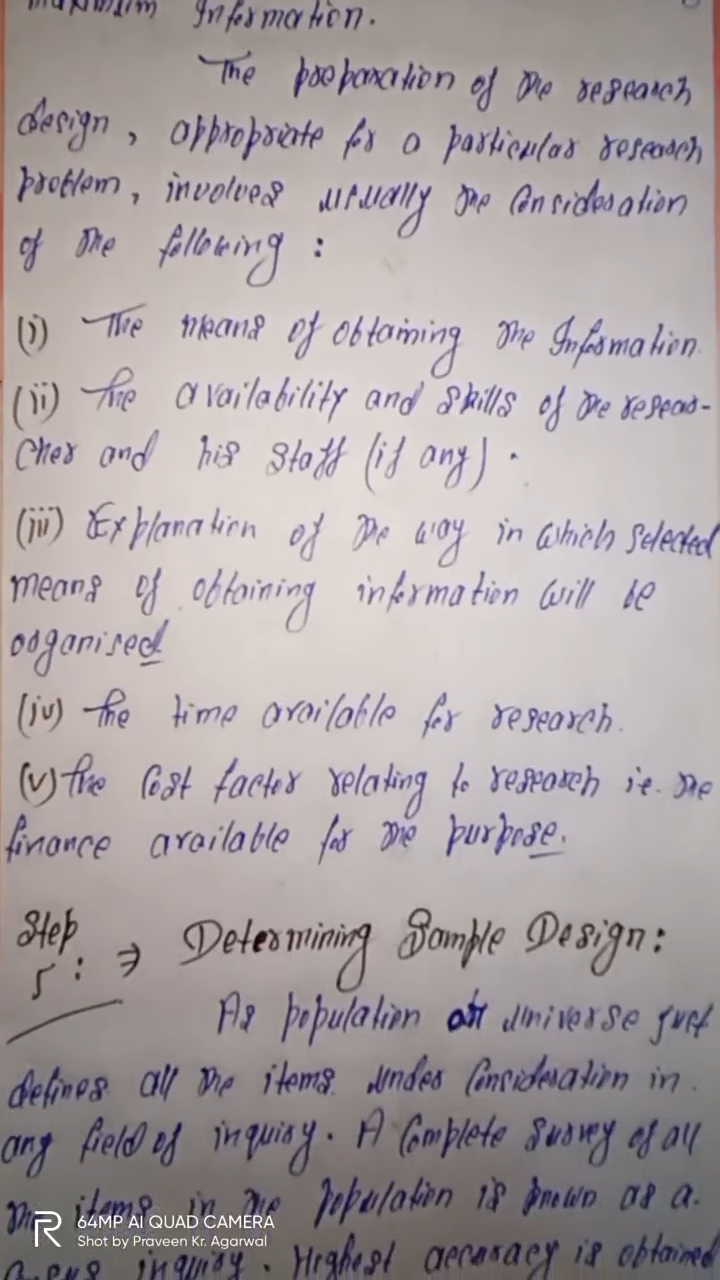 maximum Information.
The preparation of the research
design, appropriate for a particular research
problem, involves usually the Consideration
of the following :
(i) The means of obtaining the Information.
(ii) The availability and skills of the resear-
cher and his staff (if any).
(iii) Explanation of the way in which selected
means of obtaining information will be
organised
(iv) The time available for research.
(v) The Cost factor relating to research i.e. the
finance available for the purpose.
Step
5: ⇒ Determining Sample Design:
As population or universe just
defines all the items under Consideration in
any field of inquiry. A Complete Survey of all
the items in the Population is known as a
inquiry. Highest accuracy is obtained
64MP AI QUAD CAMERA
Shot by Praveen Kr. Agarwal